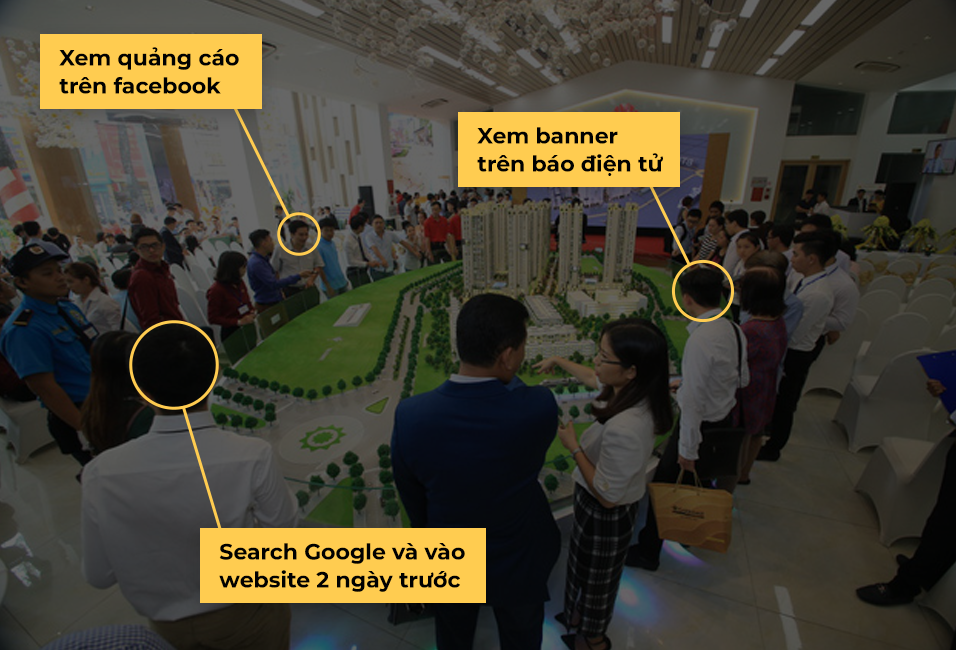 Xem quảng cáo
trên facebook
Xem banner
trên báo điện tử
Search Google và vào
website 2 ngày trước